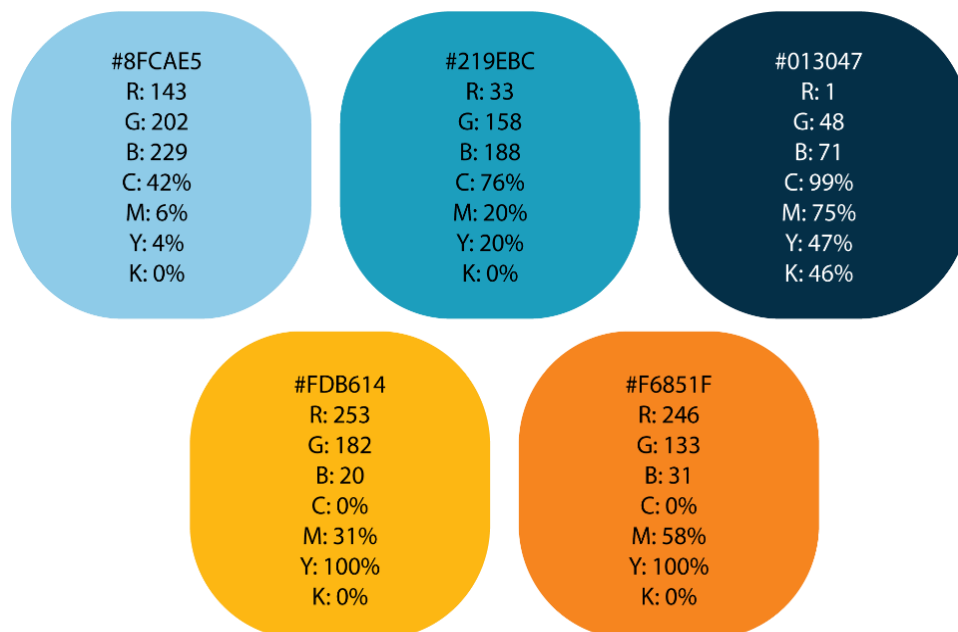 #8FCAE5
R: 143
G: 202
B: 229
C: 42%
M: 6%
Y: 4%
K: 0%
#219EBC
R: 33
G: 158
B: 188
C: 76%
M: 20%
Y: 20%
K: 0%
#013047
R: 1
G: 48
B: 71
C: 99%
M: 75%
Y: 47%
K: 46%
#FDB614
R: 253
G: 182
B: 20
C: 0%
M: 31%
Y: 100%
K: 0%
#F6851F
R: 246
G: 133
B: 31
C: 0%
M: 58%
Y: 100%
K: 0%